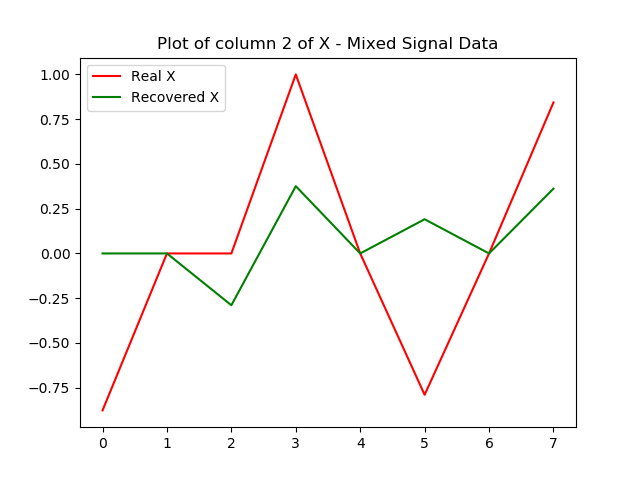 Plot of column 2 of X - Mixed Signal Data
Real X
Recovered X
1.00
0.75
0.50
0.25
0.00
−0.25
−0.50
−0.75
0 1 2 3 4 5 6 7